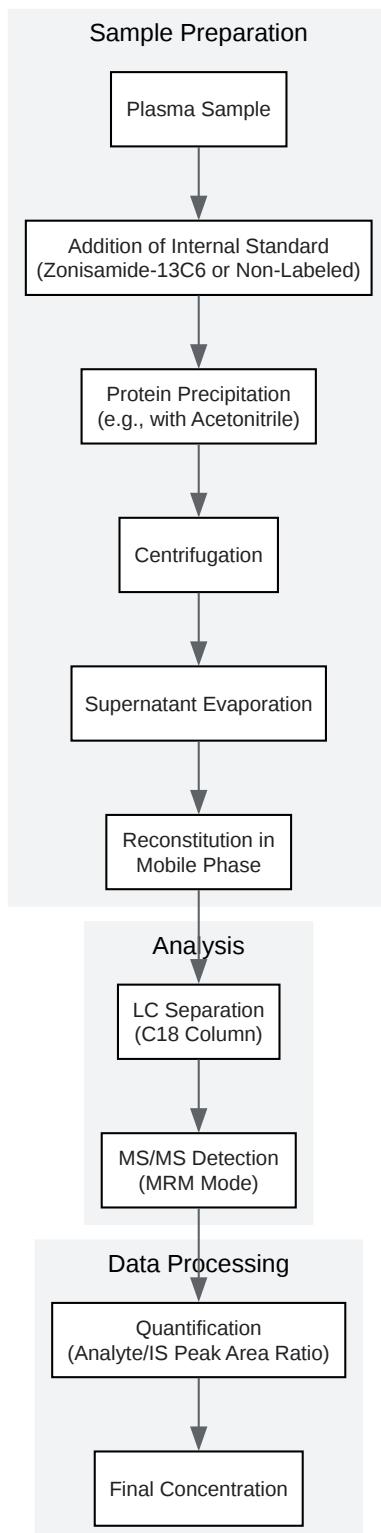 Sample Preparation
Plasma Sample
Addition of Internal Standard
(Zonisamide-13C6 or Non-Labeled)
Protein Precipitation
(e.g., with Acetonitrile)
Centrifugation
Supernatant Evaporation
Reconstitution in
Mobile Phase
Analysis
LC Separation
(C18 Column)
MS/MS Detection
(MRM Mode)
Data Processing
Quantification
(Analyte/IS Peak Area Ratio)
Final Concentration